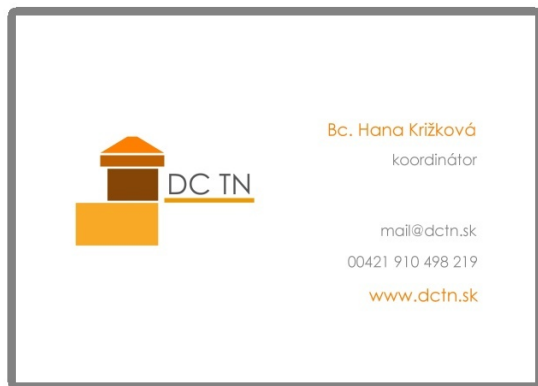 DC TN
Bc. Hana Križková
koordinátor
mail@dctn.sk
00421 910 498 219
www.dctn.sk